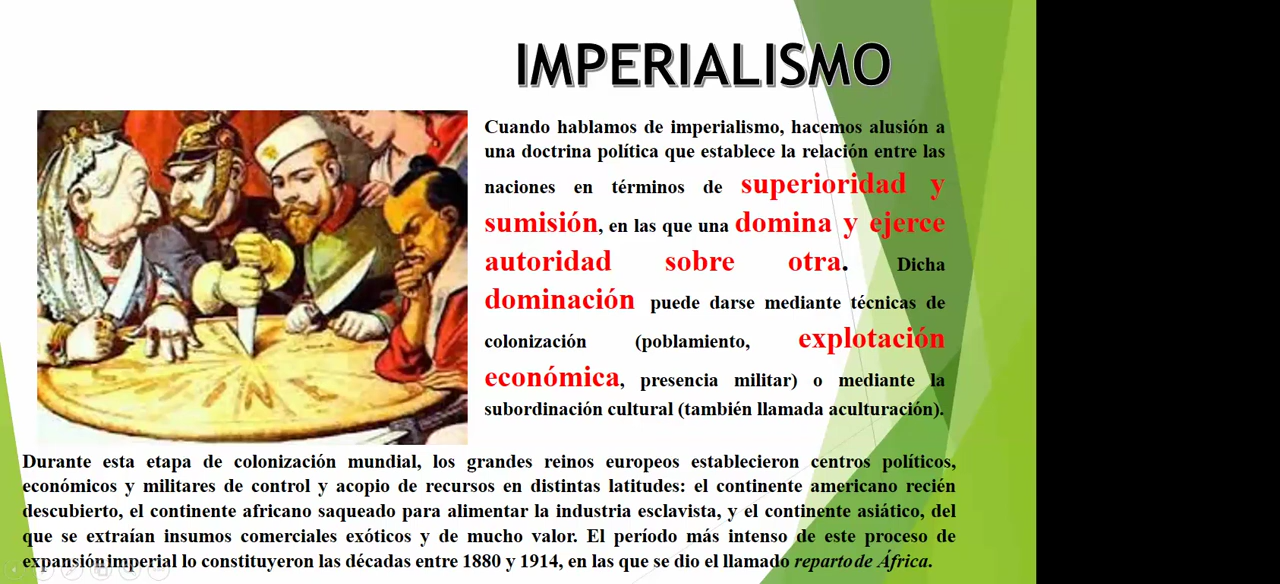 IMPERIALISMO
Cuando hablamos de imperialismo, hacemos alusión a
una doctrina política que establece la relación entre las
naciones en términos de superioridad y
sumisión, en las que una domina y ejerce
autoridad sobre otra. Dicha
dominación puede darse mediante técnicas de
colonización (poblamiento, explotación
económica, presencia militar) o mediante la
subordinación cultural (también llamada aculturación).
Durante esta etapa de colonización mundial, los grandes reinos europeos establecieron centros políticos,
económicos y militares de control y acopio de recursos en distintas latitudes: el continente americano recién
descubierto, el continente africano saqueado para alimentar la industria esclavista, y el continente asiático, del
que se extraían insumos comerciales exóticos y de mucho valor. El período más intenso de este proceso de
expansión imperial lo constituyeron las décadas entre 1880 y 1914, en las que se dio el llamado reparto de África.